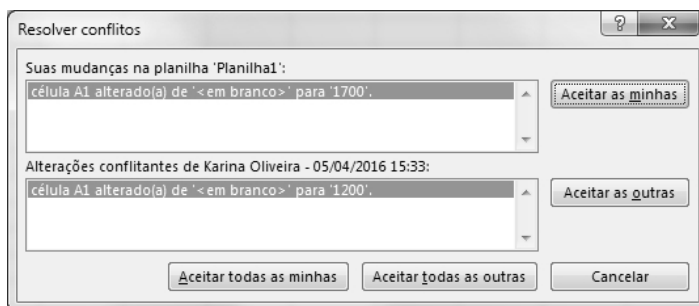 Resolver conflitos
Suas mudanças na planilha 'Planilha1':
célula A1 alterado(a) de '<em branco>' para '1700'.
Aceitar as minhas
Alterações conflitantes de Karina Oliveira - 05/04/2016 15:33:
célula A1 alterado(a) de '<em branco>' para '1200'.
Aceitar as outras
Aceitar todas as minhas
Aceitar todas as outras
Cancelar